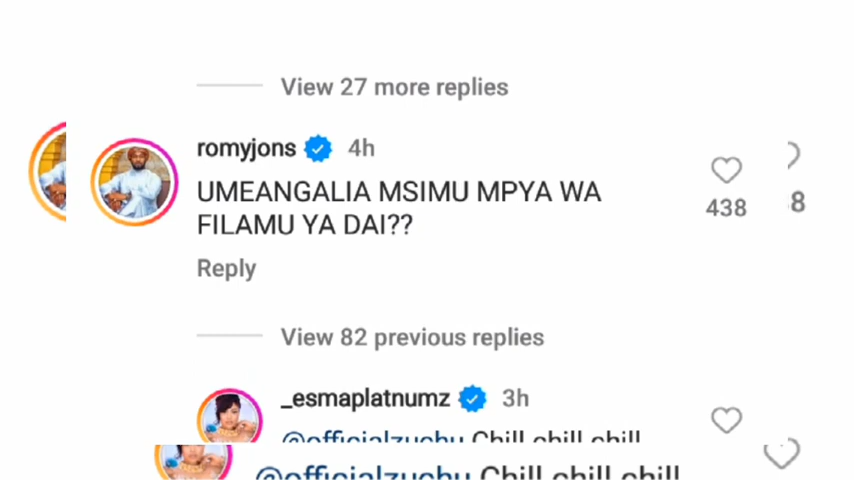 View 27 more replies
romyjons 4h
UMEANGALIA MSIMU MPYA WA
FILAMU YA DAI??
438
8
Reply
View 82 previous replies
_esmaplatnumz 3h
@officialzuchu Chill chill chill
@officialzuchu Chill chill chill